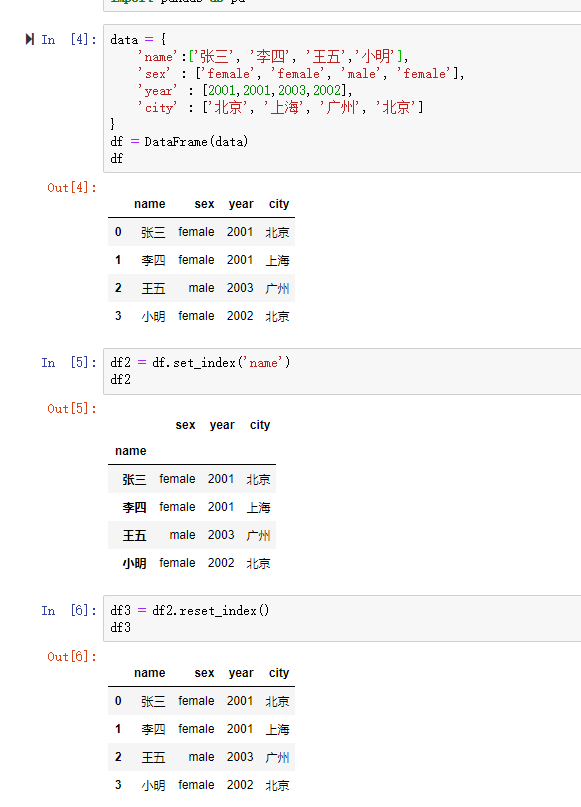 import pandas as pd
In [4]: data = {
'name':['张三', '李四', '王五','小明'],
'sex' : ['female', 'female', 'male', 'female'],
'year' : [2001,2001,2003,2002],
'city' : ['北京', '上海', '广州', '北京']
}
df = DataFrame(data)
df
Out[4]:
name sex year city
0 张三 female 2001 北京
1 李四 female 2001 上海
2 王五 male 2003 广州
3 小明 female 2002 北京
In [5]: df2 = df.set_index('name')
df2
Out[5]:
sex year city
name
张三 female 2001 北京
李四 female 2001 上海
王五 male 2003 广州
小明 female 2002 北京
In [6]: df3 = df2.reset_index()
df3
Out[6]:
name sex year city
0 张三 female 2001 北京
1 李四 female 2001 上海
2 王五 male 2003 广州
3 小明 female 2002 北京